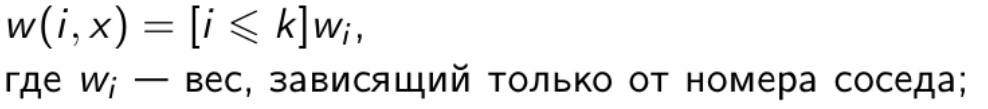 w(i, x) = [i ⩽ k]wᵢ,
где wᵢ — вес, зависящий только от номера соседа;